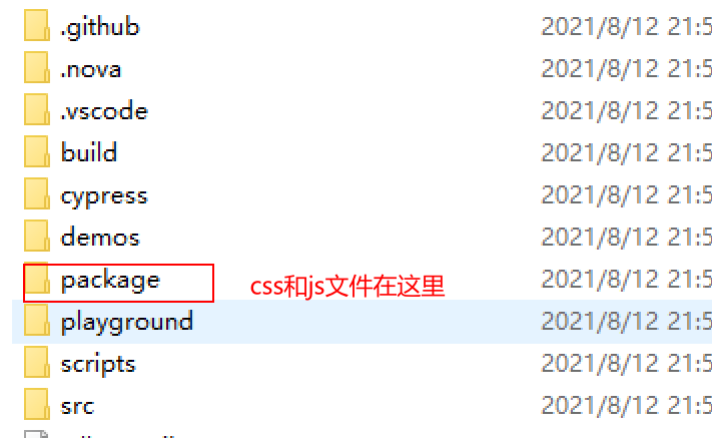 .github 2021/8/12 21:5
.nova 2021/8/12 21:5
.vscode 2021/8/12 21:5
build 2021/8/12 21:5
cypress 2021/8/12 21:5
demos 2021/8/12 21:5
package css和js文件在这里 2021/8/12 21:5
playground 2021/8/12 21:5
scripts 2021/8/12 21:5
src 2021/8/12 21:5